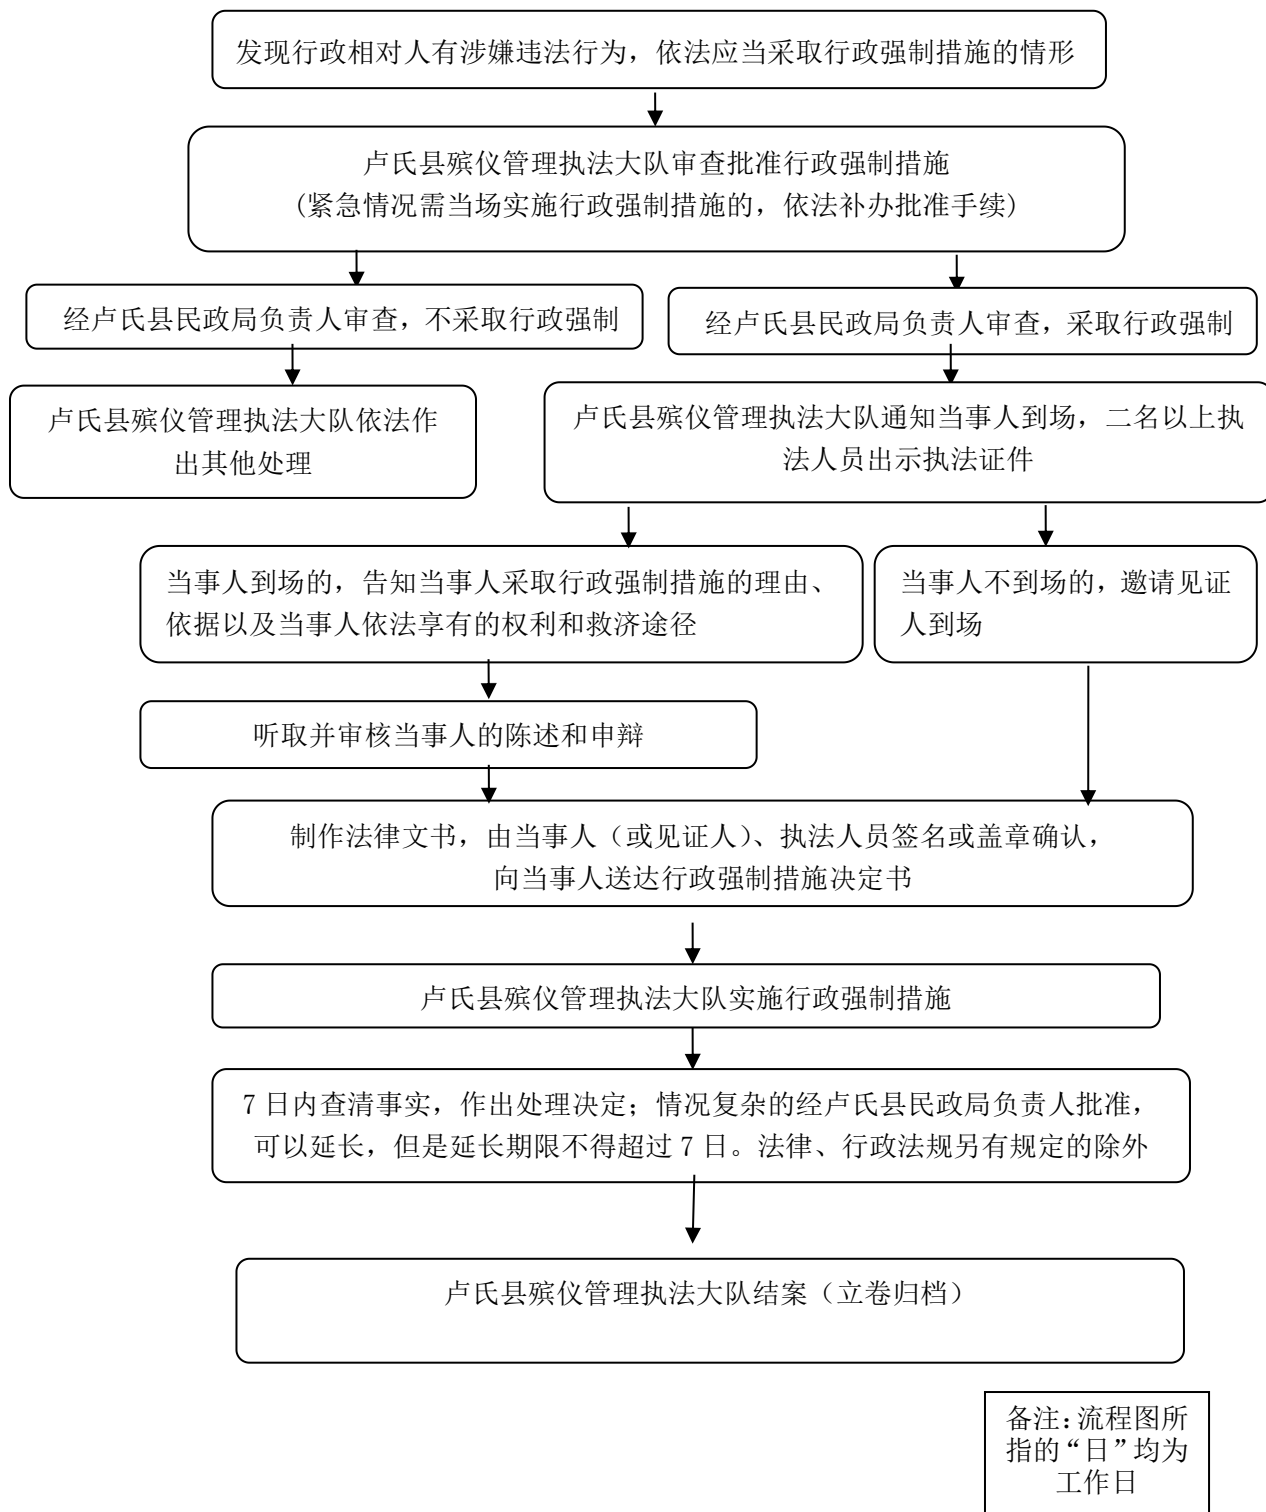 发现行政相对人有涉嫌违法行为，依法应当采取行政强制措施的情形
卢氏县殡仪管理执法大队审查批准行政强制措施
(紧急情况需当场实施行政强制措施的，依法补办批准手续)
经卢氏县民政局负责人审查，不采取行政强制
经卢氏县民政局负责人审查，采取行政强制
卢氏县殡仪管理执法大队依法作
出其他处理
卢氏县殡仪管理执法大队通知当事人到场，二名以上执
法人员出示执法证件
当事人到场的，告知当事人采取行政强制措施的理由、
依据以及当事人依法享有的权利和救济途径
当事人不到场的，邀请见证
人到场
听取并审核当事人的陈述和申辩
制作法律文书，由当事人（或见证人）、执法人员签名或盖章确认，
向当事人送达行政强制措施决定书
卢氏县殡仪管理执法大队实施行政强制措施
7 日内查清事实，作出处理决定；情况复杂的经卢氏县民政局负责人批准，
可以延长，但是延长期限不得超过 7 日。法律、行政法规另有规定的除外
卢氏县殡仪管理执法大队结案（立卷归档）
备注：流程图所
指的“日”均为
工作日